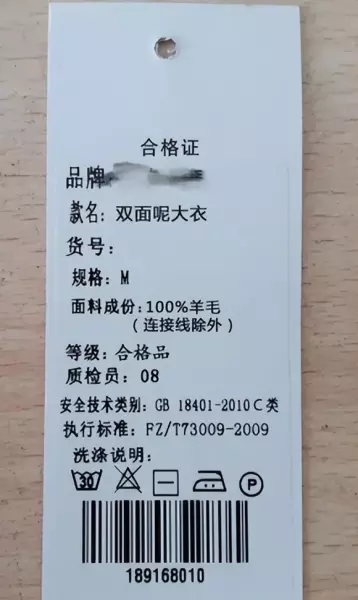 合格证
品牌
款名: 双面呢大衣
货号:
规格: M
面料成份: 100%羊毛
(连接线除外)
等级: 合格品
质检员: 08
安全技术类别: GB 18401-2010 C 类
执行标准: FZ/T73009-2009
洗涤说明:
30
P
189168010